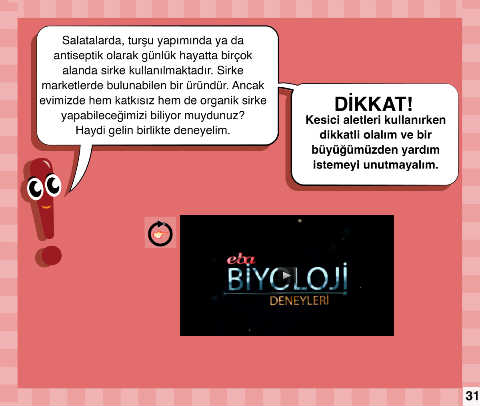 Salatalarda, turşu yapımında ya da
antiseptik olarak günlük hayatta birçok
alanda sirke kullanılmaktadır. Sirke
marketlerde bulunabilen bir üründür. Ancak
evimizde hem katkısız hem de organik sirke
yapabileceğimizi biliyor muydunuz?
Haydi gelin birlikte deneyelim.
DİKKAT!
Kesici aletleri kullanırken
dikkatli olalım ve bir
büyüğümüzden yardım
istemeyi unutmayalım.
eba
BİYOLOJİ
DENEYLERİ
31